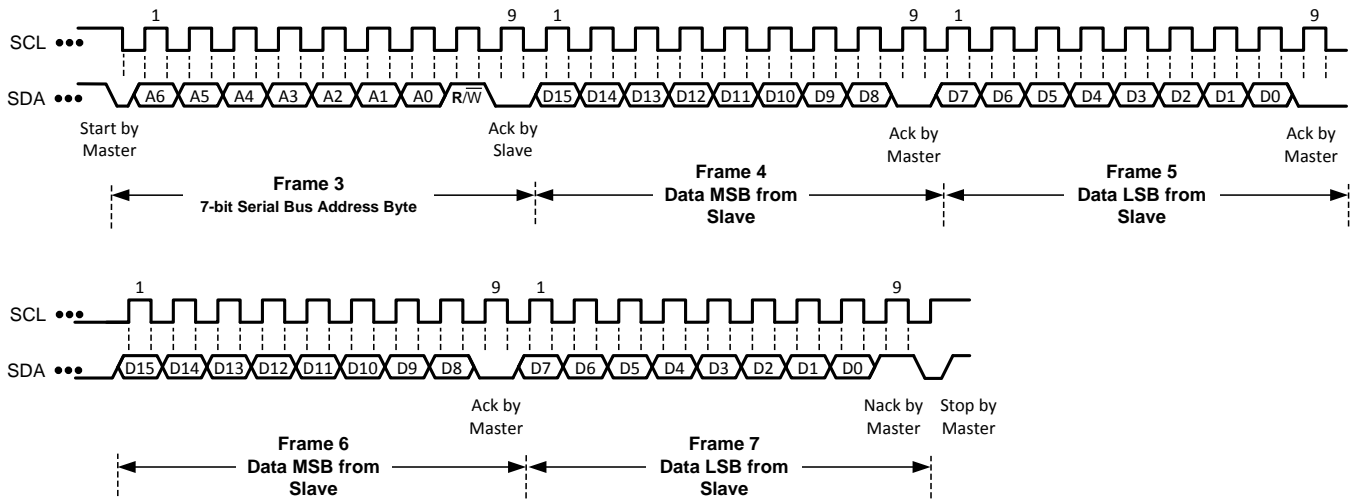 1 9 1 9 1 9
SCL •••
SDA ••• A6 A5 A4 A3 A2 A1 A0 R/W̅ D15 D14 D13 D12 D11 D10 D9 D8 D7 D6 D5 D4 D3 D2 D1 D0
Start by
Master
Ack by
Slave
Ack by
Master
Ack by
Master
Frame 3
7-bit Serial Bus Address Byte
Frame 4
Data MSB from
Slave
Frame 5
Data LSB from
Slave
1 9 1 9
SCL •••
SDA ••• D15 D14 D13 D12 D11 D10 D9 D8 D7 D6 D5 D4 D3 D2 D1 D0
Ack by
Master
Nack by
Master
Stop by
Master
Frame 6
Data MSB from
Slave
Frame 7
Data LSB from
Slave